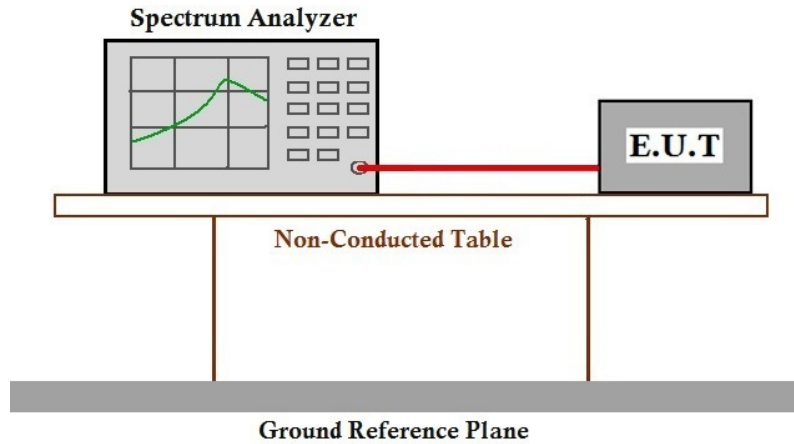 Spectrum Analyzer
E.U.T
Non-Conducted Table
Ground Reference Plane